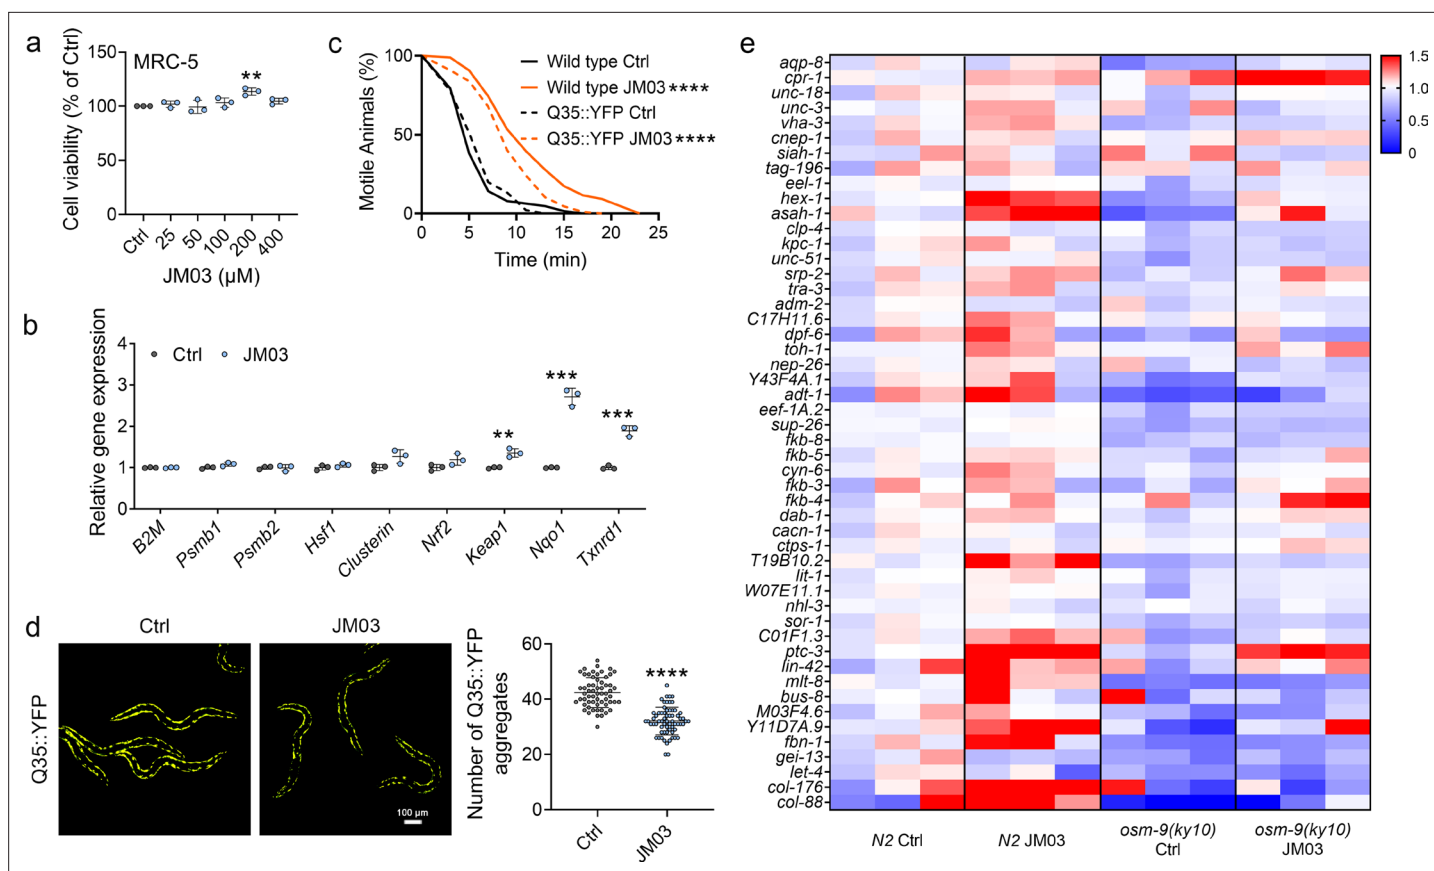 a
MRC-5
Cell viability (% of Ctrl)
150
100
50
0
Ctrl
25
50
100
200
400
**
JM03 (µM)
c
Motile Animals (%)
100
50
0
0
5
10
15
20
25
Time (min)
Wild type Ctrl
Wild type JM03 ****
Q35::YFP Ctrl
Q35::YFP JM03 ****
b
Relative gene expression
4
3
2
1
0
Ctrl
JM03
**
***
***
B2M
Psmb1
Psmb2
Hsf1
Clusterin
Nrf2
Keap1
Nqo1
Txnrd1
d
Ctrl
JM03
Q35::YFP
100 µm
Number of Q35::YFP
aggregates
60
40
20
0
****
Ctrl
JM03
e
aqp-8
cpr-1
unc-18
unc-3
vha-3
cnep-1
siah-1
tag-196
eel-1
hex-1
asah-1
clp-4
kpc-1
unc-51
srp-2
tra-3
adm-2
C17H11.6
dpf-6
toh-1
nep-26
Y43F4A.1
adt-1
eef-1A.2
sup-26
fkb-8
fkb-5
cyn-6
fkb-3
fkb-4
dab-1
cacn-1
ctps-1
T19B10.2
lit-1
W07E11.1
nhl-3
sor-1
C01F1.3
ptc-3
lin-42
mlt-8
bus-8
M03F4.6
Y11D7A.9
fbn-1
gei-13
let-4
col-176
col-88
N2 Ctrl
N2 JM03
osm-9(ky10)
Ctrl
osm-9(ky10)
JM03
1.5
1.0
0.5
0